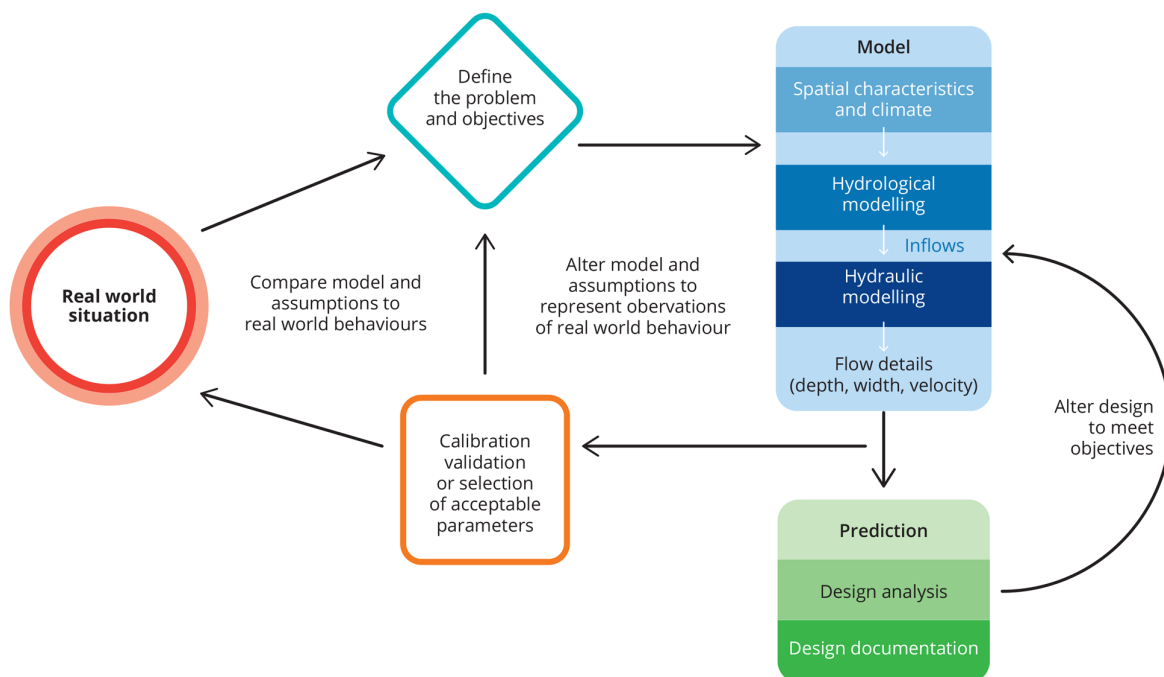 Define
the problem
and objectives
Model
Spatial characteristics
and climate
Hydrological
modelling
Inflows
Hydraulic
modelling
Flow details
(depth, width, velocity)
Real world
situation
Compare model and
assumptions to
real world behaviours
Alter model and
assumptions to
represent obervations
of real world behaviour
Calibration
validation
or selection
of acceptable
parameters
Alter design
to meet
objectives
Prediction
Design analysis
Design documentation